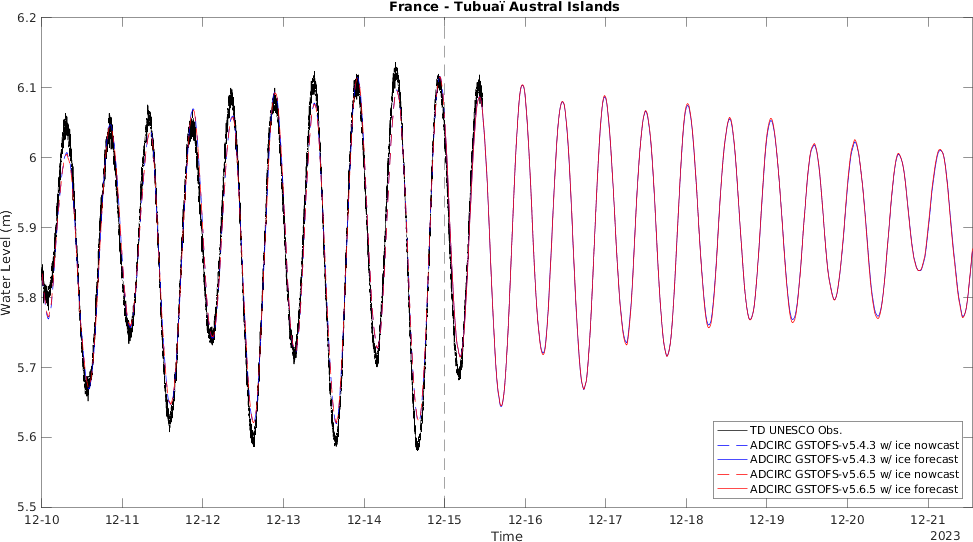 France - Tubuaï Austral Islands
6.2
6.1
6
5.9
5.8
5.7
5.6
5.5
Water Level (m)
TD UNESCO Obs.
ADCIRC GSTOFS-v5.4.3 w/ ice nowcast
ADCIRC GSTOFS-v5.4.3 w/ ice forecast
ADCIRC GSTOFS-v5.6.5 w/ ice nowcast
ADCIRC GSTOFS-v5.6.5 w/ ice forecast
12-10 12-11 12-12 12-13 12-14 12-15 12-16 12-17 12-18 12-19 12-20 12-21
Time
2023